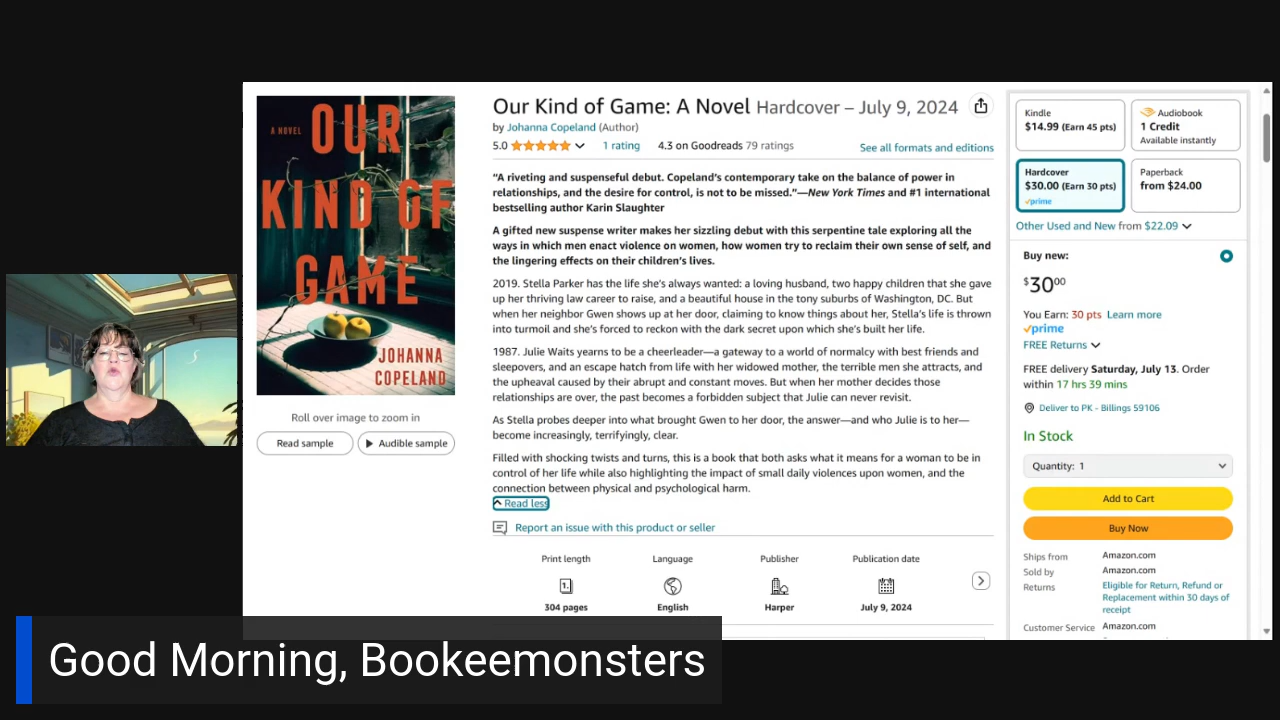 A NOVEL
OUR
KIND OF
GAME
JOHANNA
COPELAND
Roll over image to zoom in
Read sample
Audible sample
Our Kind of Game: A Novel Hardcover – July 9, 2024
by Johanna Copeland (Author)
5.0 1 rating 4.3 on Goodreads 79 ratings
See all formats and editions
“A riveting and suspenseful debut. Copeland’s contemporary take on the balance of power in
relationships, and the desire for control, is not to be missed.”—New York Times and #1 international
bestselling author Karin Slaughter
A gifted new suspense writer makes her sizzling debut with this serpentine tale exploring all the
ways in which men enact violence on women, how women try to reclaim their own sense of self, and
the lingering effects on their children’s lives.
2019. Stella Parker has the life she’s always wanted: a loving husband, two happy children that she gave
up her thriving law career to raise, and a beautiful house in the tony suburbs of Washington, DC. But
when her neighbor Gwen shows up at her door, claiming to know things about her, Stella’s life is thrown
into turmoil and she’s forced to reckon with the dark secret upon which she’s built her life.
1987. Julie Waits yearns to be a cheerleader—a gateway to a world of normalcy with best friends and
sleepovers, and an escape hatch from life with her widowed mother, the terrible men she attracts, and
the upheaval caused by their abrupt and constant moves. But when her mother decides those
relationships are over, the past becomes a forbidden subject that Julie can never revisit.
As Stella probes deeper into what brought Gwen to her door, the answer—and who Julie is to her—
become increasingly, terrifyingly, clear.
Filled with shocking twists and turns, this is a book that both asks what it means for a woman to be in
control of her life while also highlighting the impact of small daily violences upon women, and the
connection between physical and psychological harm.
Read less
Report an issue with this product or seller
Print length
Language
Publisher
Publication date
304 pages
English
Harper
July 9, 2024
Kindle
$14.99 (Earn 45 pts)
Audiobook
1 Credit
Available instantly
Hardcover
$30.00 (Earn 30 pts)
prime
Paperback
from $24.00
Other Used and New from $22.09
Buy new:
$3000
You Earn: 30 pts Learn more
prime
FREE Returns
FREE delivery Saturday, July 13. Order
within 17 hrs 39 mins
Deliver to PK - Billings 59106
In Stock
Quantity: 1
Add to Cart
Buy Now
Ships from Amazon.com
Sold by Amazon.com
Returns Eligible for Return, Refund or
Replacement within 30 days of
receipt
Customer Service Amazon.com
Good Morning, Bookeemonsters